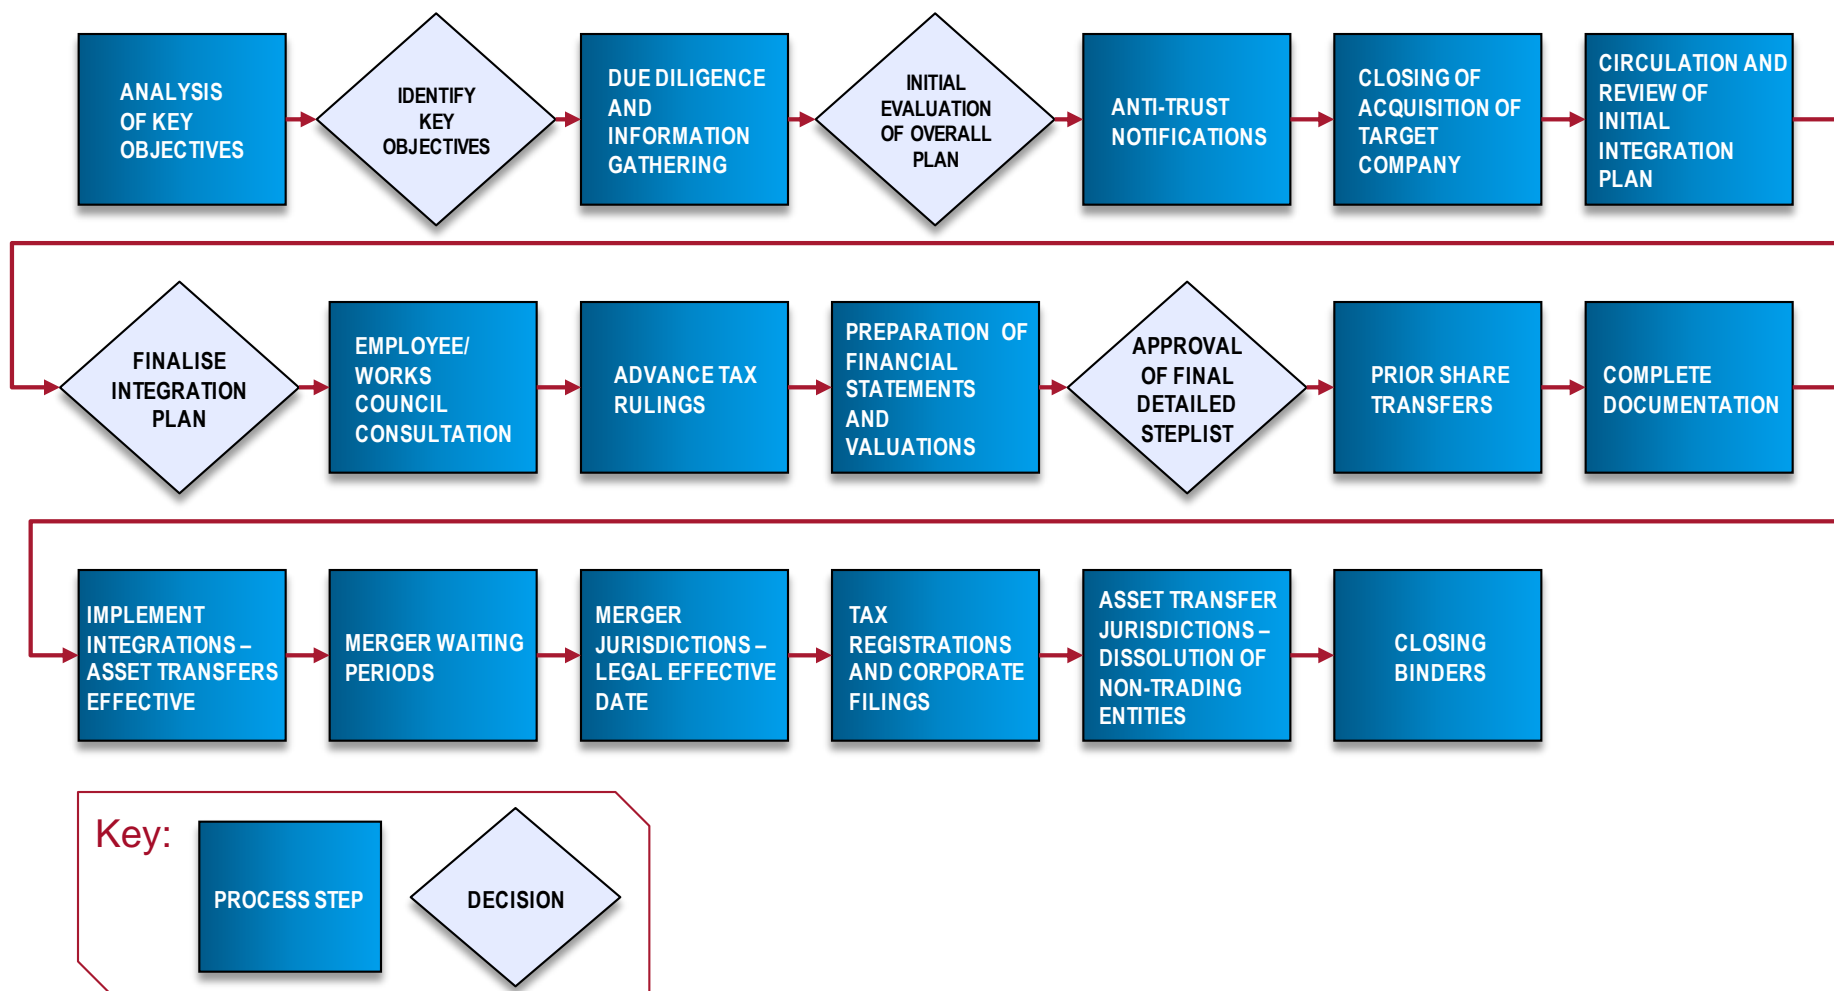 ANALYSIS
OF KEY
OBJECTIVES
IDENTIFY
KEY
OBJECTIVES
DUE DILIGENCE
AND
INFORMATION
GATHERING
INITIAL
EVALUATION
OF OVERALL
PLAN
ANTI-TRUST
NOTIFICATIONS
CLOSING OF
ACQUISITION OF
TARGET
COMPANY
CIRCULATION AND
REVIEW OF
INITIAL
INTEGRATION
PLAN
FINALISE
INTEGRATION
PLAN
EMPLOYEE/
WORKS
COUNCIL
CONSULTATION
ADVANCE TAX
RULINGS
PREPARATION OF
FINANCIAL
STATEMENTS
AND
VALUATIONS
APPROVAL
OF FINAL
DETAILED
STEPLIST
PRIOR SHARE
TRANSFERS
COMPLETE
DOCUMENTATION
IMPLEMENT
INTEGRATIONS –
ASSET TRANSFERS
EFFECTIVE
MERGER WAITING
PERIODS
MERGER
JURISDICTIONS –
LEGAL EFFECTIVE
DATE
TAX
REGISTRATIONS
AND CORPORATE
FILINGS
ASSET TRANSFER
JURISDICTIONS –
DISSOLUTION OF
NON-TRADING
ENTITIES
CLOSING
BINDERS
Key:
PROCESS STEP
DECISION